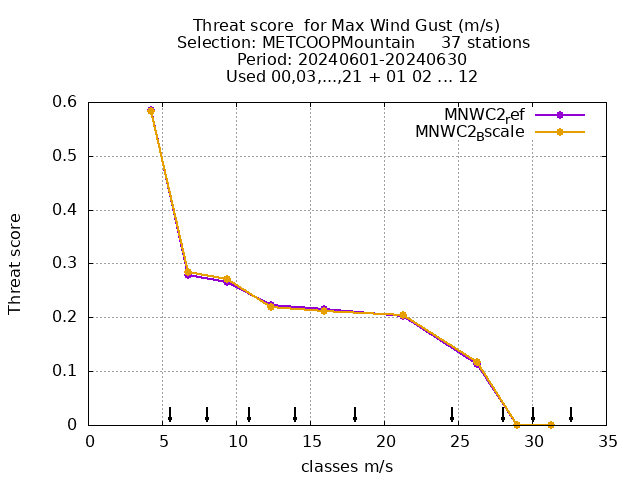 Threat score  for Max Wind Gust (m/s)
Selection: METCOOPMountain     37 stations
Period: 20240601-20240630
Used 00,03,...,21 + 01 02 ... 12
MNWC2ref
MNWC2Bscale
0.6
0.5
0.4
0.3
0.2
0.1
0
Threat score
0 5 10 15 20 25 30 35
classes m/s